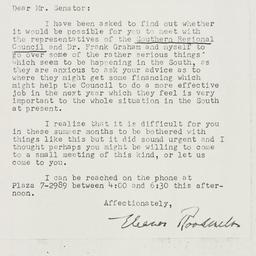 Dear Mr. Senator:
I have been asked to find out whether
it would be possible for you to meet with
the representatives of the Southern Regional
Council and Dr. Frank Graham and myself to
go over some of the rather serious things
which seem to be happening in the South, as
they are anxious to ask your advice as to
where they might get some financing which
might help the Council to do a more effective
job in the next year which they feel is very
important to the whole situation in the South
at present.
I realize that it is difficult for you
in these summer months to be bothered with
things like this but it did sound urgent and I
thought perhaps you might be willing to come
to a small meeting of this kind, or let us
come to you.
I can be reached on the phone at
Plaza 7-2989 between 4:00 and 6:30 this after-
noon.
Affectionately,
Eleanor Roosevelt